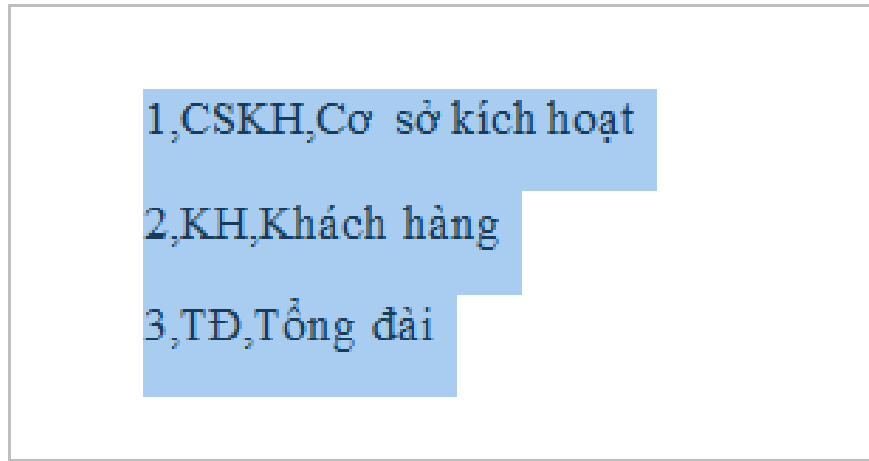 1,CSKH,Cơ sở kích hoạt
2,KH,Khách hàng
3,TĐ,Tổng đài